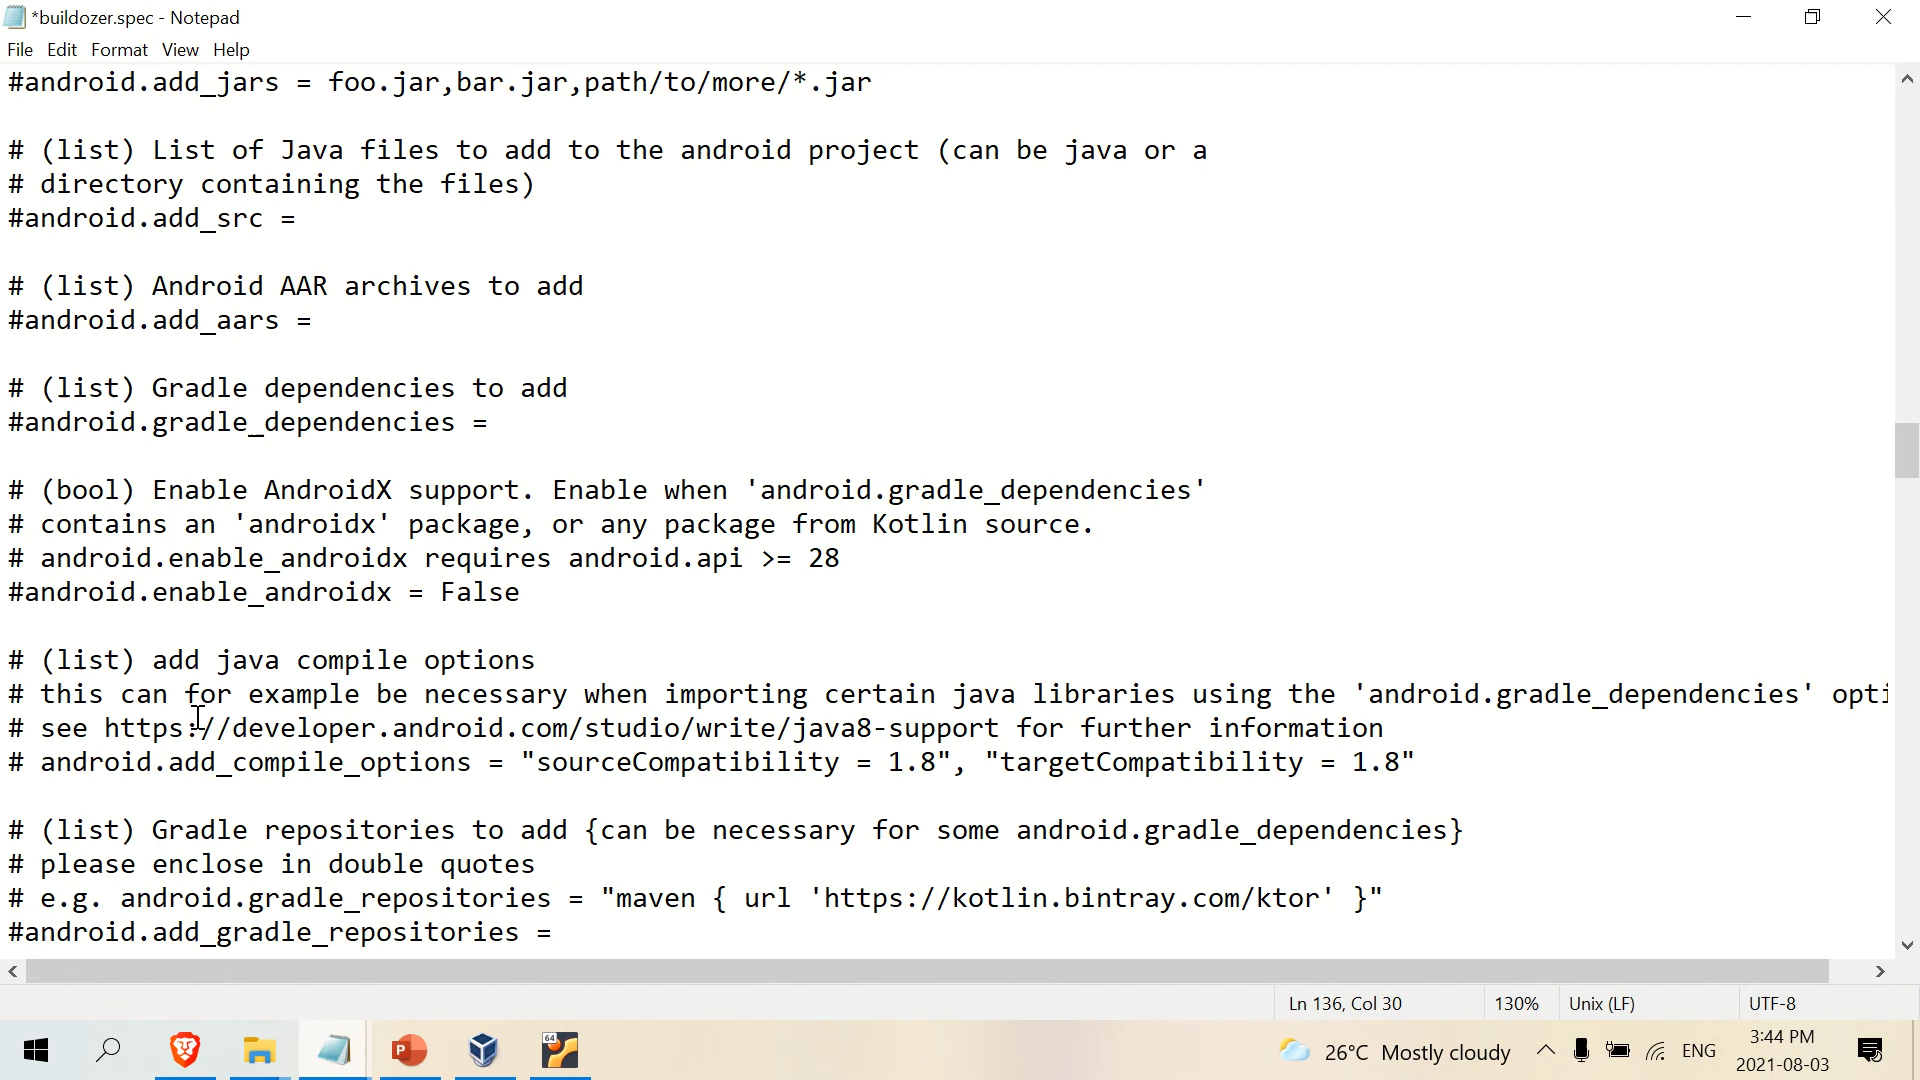 *buildozer.spec - Notepad
File Edit Format View Help
#android.add_jars = foo.jar,bar.jar,path/to/more/*.jar
# (list) List of Java files to add to the android project (can be java or a
# directory containing the files)
#android.add_src =
# (list) Android AAR archives to add
#android.add_aars =
# (list) Gradle dependencies to add
#android.gradle_dependencies =
# (bool) Enable AndroidX support. Enable when 'android.gradle_dependencies'
# contains an 'androidx' package, or any package from Kotlin source.
# android.enable_androidx requires android.api >= 28
#android.enable_androidx = False
# (list) add java compile options
# this can for example be necessary when importing certain java libraries using the 'android.gradle_dependencies' opti
# see https://developer.android.com/studio/write/java8-support for further information
# android.add_compile_options = "sourceCompatibility = 1.8", "targetCompatibility = 1.8"
# (list) Gradle repositories to add {can be necessary for some android.gradle_dependencies}
# please enclose in double quotes
# e.g. android.gradle_repositories = "maven { url 'https://kotlin.bintray.com/ktor' }"
#android.add_gradle_repositories =
Ln 136, Col 30 130% Unix (LF) UTF-8
P 64 26°C Mostly cloudy ENG 3:44 PM
2021-08-03